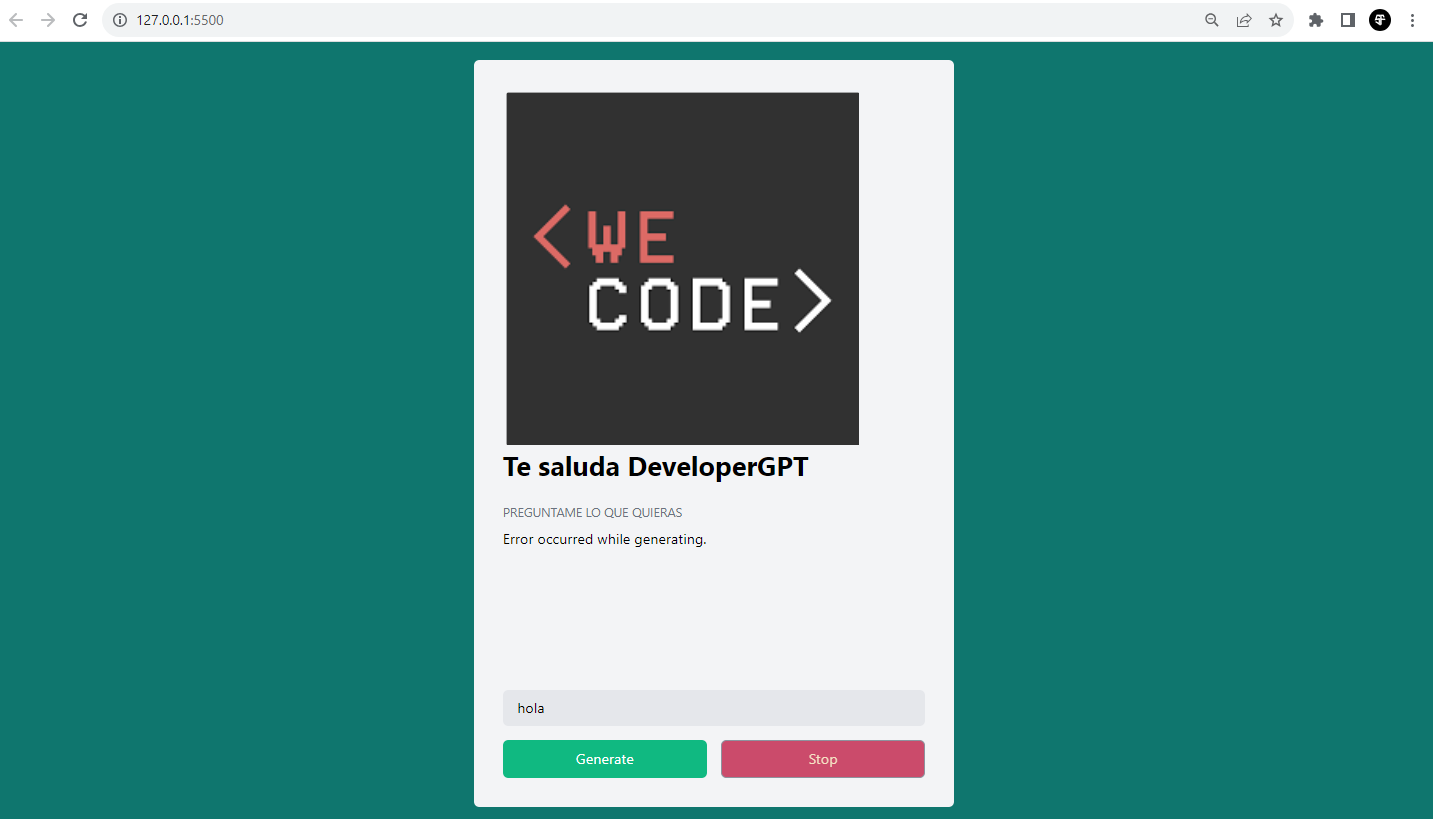 127.0.0.1:5500
<WE
CODE>
Te saluda DeveloperGPT
PREGUNTAME LO QUE QUIERAS
Error occurred while generating.
hola
Generate
Stop